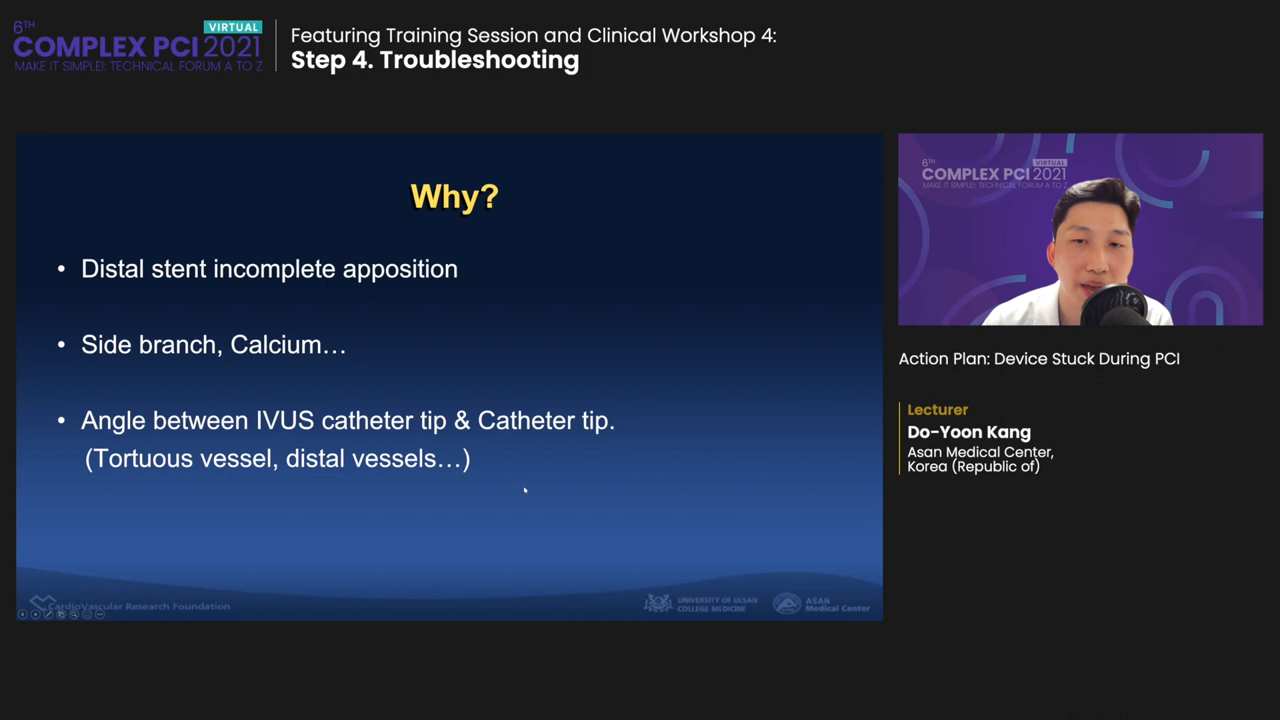 6TH
VIRTUAL
COMPLEX PCI 2021
MAKE IT SIMPLE!: TECHNICAL FORUM A TO Z
Featuring Training Session and Clinical Workshop 4:
Step 4. Troubleshooting
Why?
• Distal stent incomplete apposition
• Side branch, Calcium…
• Angle between IVUS catheter tip & Catheter tip.
(Tortuous vessel, distal vessels…)
CardioVascular Research Foundation
UNIVERSITY OF ULSAN
COLLEGE MEDICINE
ASAN
Medical Center
6TH
VIRTUAL
COMPLEX PCI 2021
MAKE IT SIMPLE!: TECHNICAL FORUM A TO Z
Action Plan: Device Stuck During PCI
Lecturer
Do-Yoon Kang
Asan Medical Center,
Korea (Republic of)